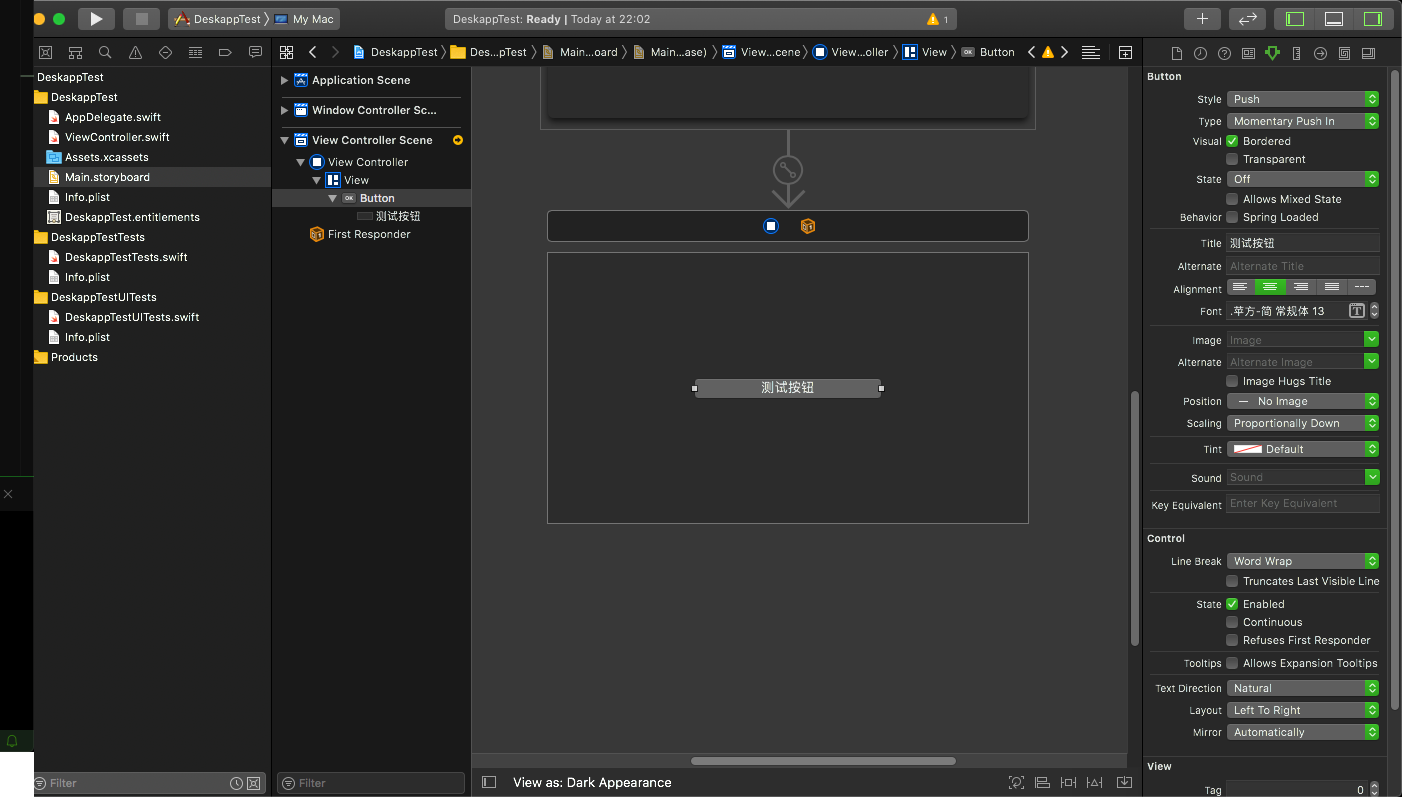 DeskappTest 〉 My Mac
DeskappTest: Ready | Today at 22:02
1
DeskappTest 〉 Des...pTest 〉 Main....oard 〉 Main....ase) 〉 View...cene 〉 View...oller 〉 View 〉 OK Button
DeskappTest
DeskappTest
AppDelegate.swift
ViewController.swift
Assets.xcassets
Main.storyboard
Info.plist
DeskappTest.entitlements
DeskappTestTests
DeskappTestTests.swift
Info.plist
DeskappTestUITests
DeskappTestUITests.swift
Info.plist
Products
Filter
Application Scene
Window Controller Sc...
View Controller Scene
View Controller
View
OK Button
测试按钮
First Responder
Filter
测试按钮
View as: Dark Appearance
Button
Style Push
Type Momentary Push In
Visual Bordered
Transparent
State Off
Allows Mixed State
Behavior Spring Loaded
Title 测试按钮
Alternate Alternate Title
Alignment
Font .苹方-简 常规体 13
Image Image
Alternate Alternate Image
Image Hugs Title
Position — No Image
Scaling Proportionally Down
Tint Default
Sound Sound
Key Equivalent Enter Key Equivalent
Control
Line Break Word Wrap
Truncates Last Visible Line
State Enabled
Continuous
Refuses First Responder
Tooltips Allows Expansion Tooltips
Text Direction Natural
Layout Left To Right
Mirror Automatically
View
Tag 0